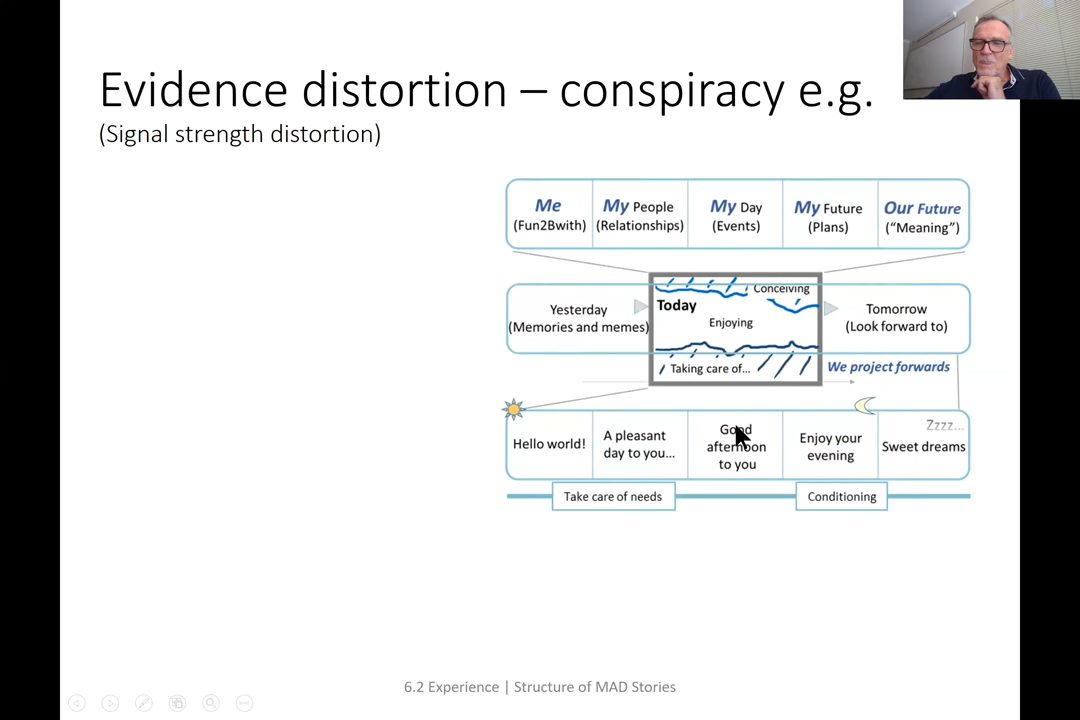 Evidence distortion – conspiracy e.g.
(Signal strength distortion)
Me
(Fun2Bwith)
My People
(Relationships)
My Day
(Events)
My Future
(Plans)
Our Future
(“Meaning”)
Yesterday
(Memories and memes)
Conceiving
Today
Enjoying
Taking care of...
Tomorrow
(Look forward to)
We project forwards
Hello world!
A pleasant
day to you...
Good
afternoon
to you
Enjoy your
evening
Zzzz...
Sweet dreams
Take care of needs
Conditioning
6.2 Experience | Structure of MAD Stories